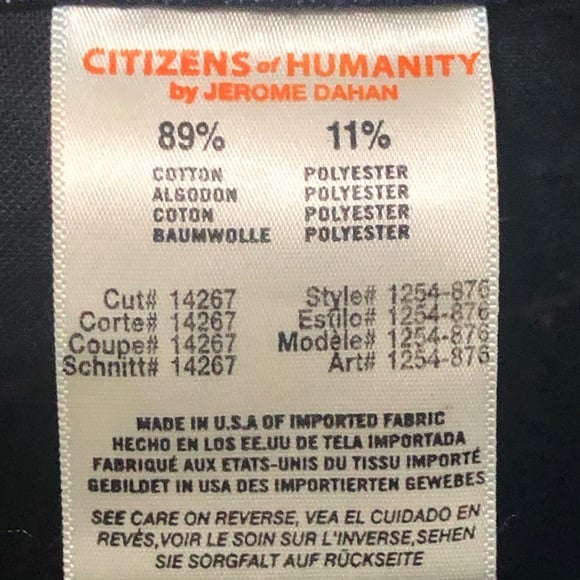 CITIZENS of HUMANITY
by JEROME DAHAN
89% 11%
COTTON POLYESTER
ALGODON POLYESTER
COTON POLYESTER
BAUMWOLLE POLYESTER
Cut# 14267 Style# 1254-876
Corte# 14267 Estilo# 1254-876
Coupe# 14267 Modèle# 1254-876
Schnitt# 14267 Art# 1254-876
MADE IN U.S.A OF IMPORTED FABRIC
HECHO EN LOS EE.UU DE TELA IMPORTADA
FABRIQUÉ AUX ETATS-UNIS DU TISSU IMPORTÉ
GEBILDET IN USA DES IMPORTIERTEN GEWEBES
SEE CARE ON REVERSE, VEA EL CUIDADO EN
REVÉS,VOIR LE SOIN SUR L'INVERSE,SEHEN
SIE SORGFALT AUF RÜCKSEITE